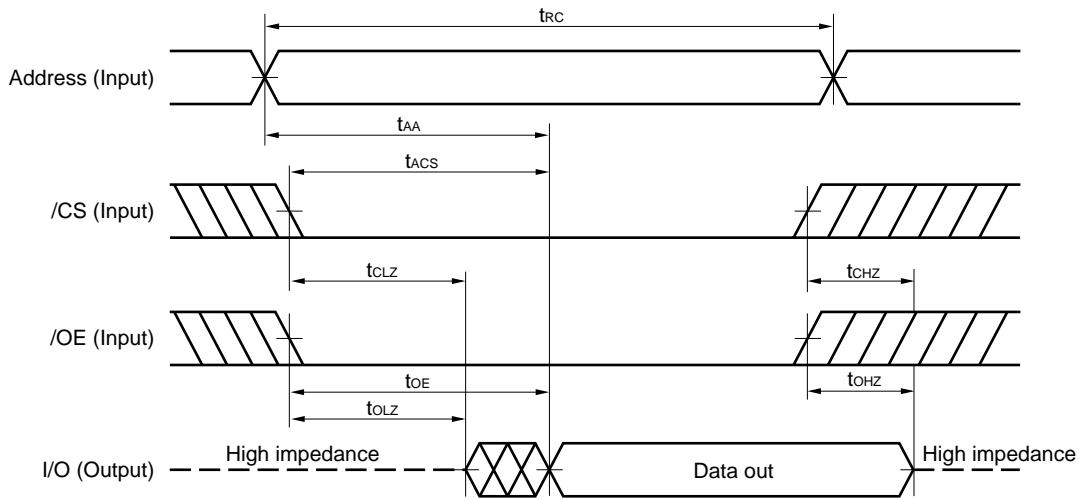 tRC
Address (Input)
tAA
tACS
/CS (Input)
tCLZ
tCHZ
/OE (Input)
tOE
tOHZ
tOLZ
High impedance
High impedance
I/O (Output)
Data out